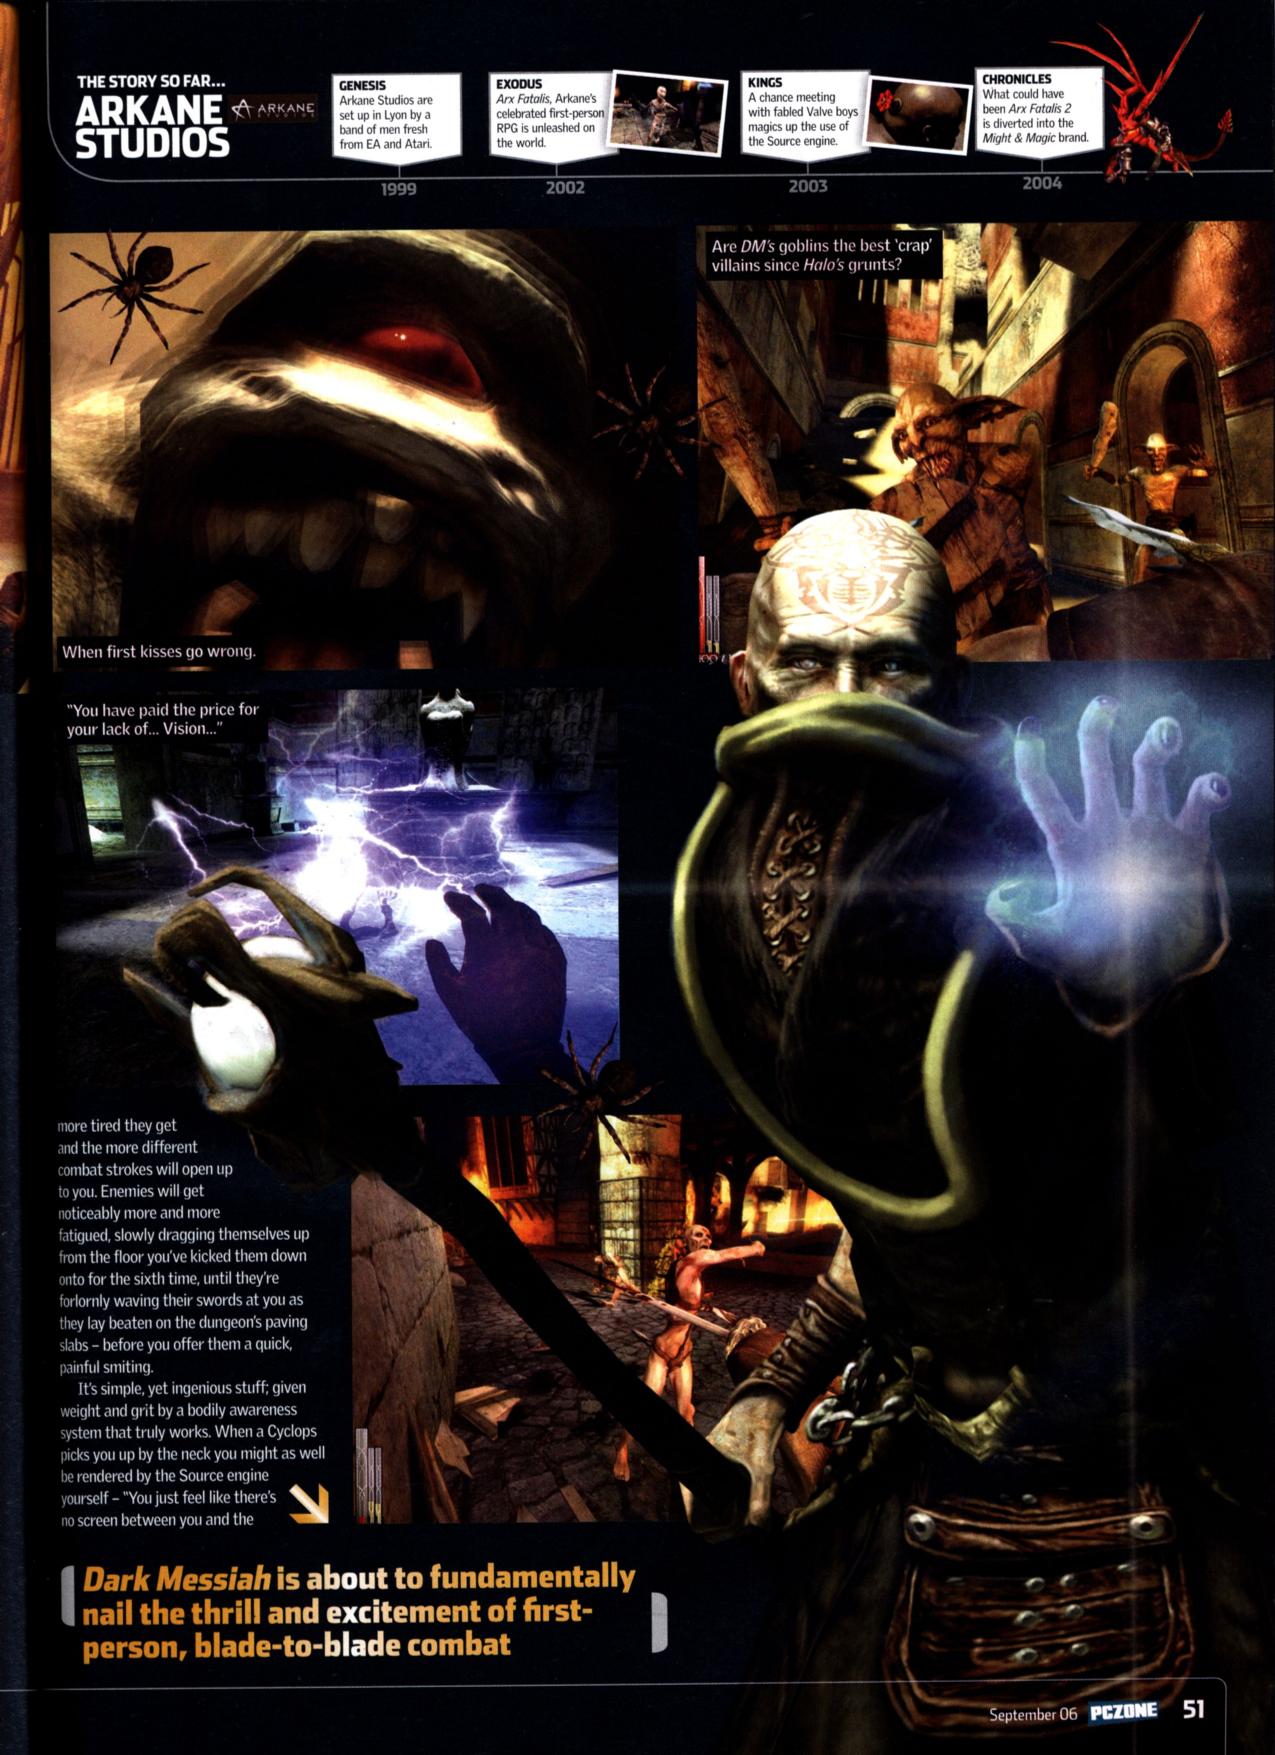 THE STORY SO FAR...
ARKANE
STUDIOS
ARKANE
STUDIOS
GENESIS
Arkane Studios are
set up in Lyon by a
band of men fresh
from EA and Atari.
1999
EXODUS
Arx Fatalis, Arkane's
celebrated first-person
RPG is unleashed on
the world.
2002
KINGS
A chance meeting
with fabled Valve boys
magics up the use of
the Source engine.
2003
CHRONICLES
What could have
been Arx Fatalis 2
is diverted into the
Might & Magic brand.
2004
When first kisses go wrong.
Are DM's goblins the best 'crap'
villains since Halo's grunts?
"You have paid the price for
your lack of... Vision..."
more tired they get
and the more different
combat strokes will open up
to you. Enemies will get
noticeably more and more
fatigued, slowly dragging themselves up
from the floor you've kicked them down
onto for the sixth time, until they're
forlornly waving their swords at you as
they lay beaten on the dungeon's paving
slabs – before you offer them a quick,
painful smiting.
It's simple, yet ingenious stuff; given
weight and grit by a bodily awareness
system that truly works. When a Cyclops
picks you up by the neck you might as well
be rendered by the Source engine
yourself – "You just feel like there's
no screen between you and the
Dark Messiah is about to fundamentally
nail the thrill and excitement of first-
person, blade-to-blade combat
September 06 PCZONE 51